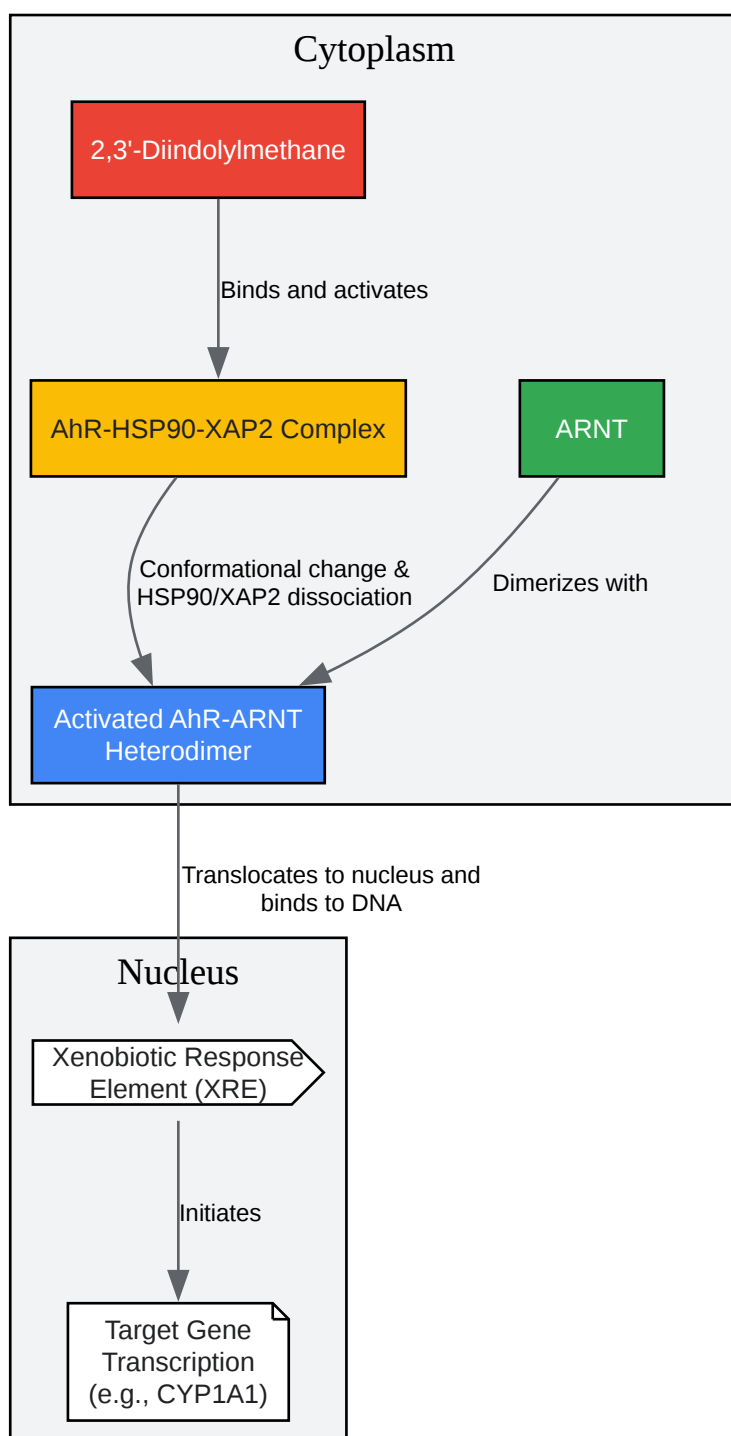 Cytoplasm
2,3'-Diindolylmethane
Binds and activates
AhR-HSP90-XAP2 Complex
ARNT
Conformational change &
HSP90/XAP2 dissociation
Dimerizes with
Activated AhR-ARNT
Heterodimer
Translocates to nucleus and
binds to DNA
Nucleus
Xenobiotic Response
Element (XRE)
Initiates
Target Gene
Transcription
(e.g., CYP1A1)